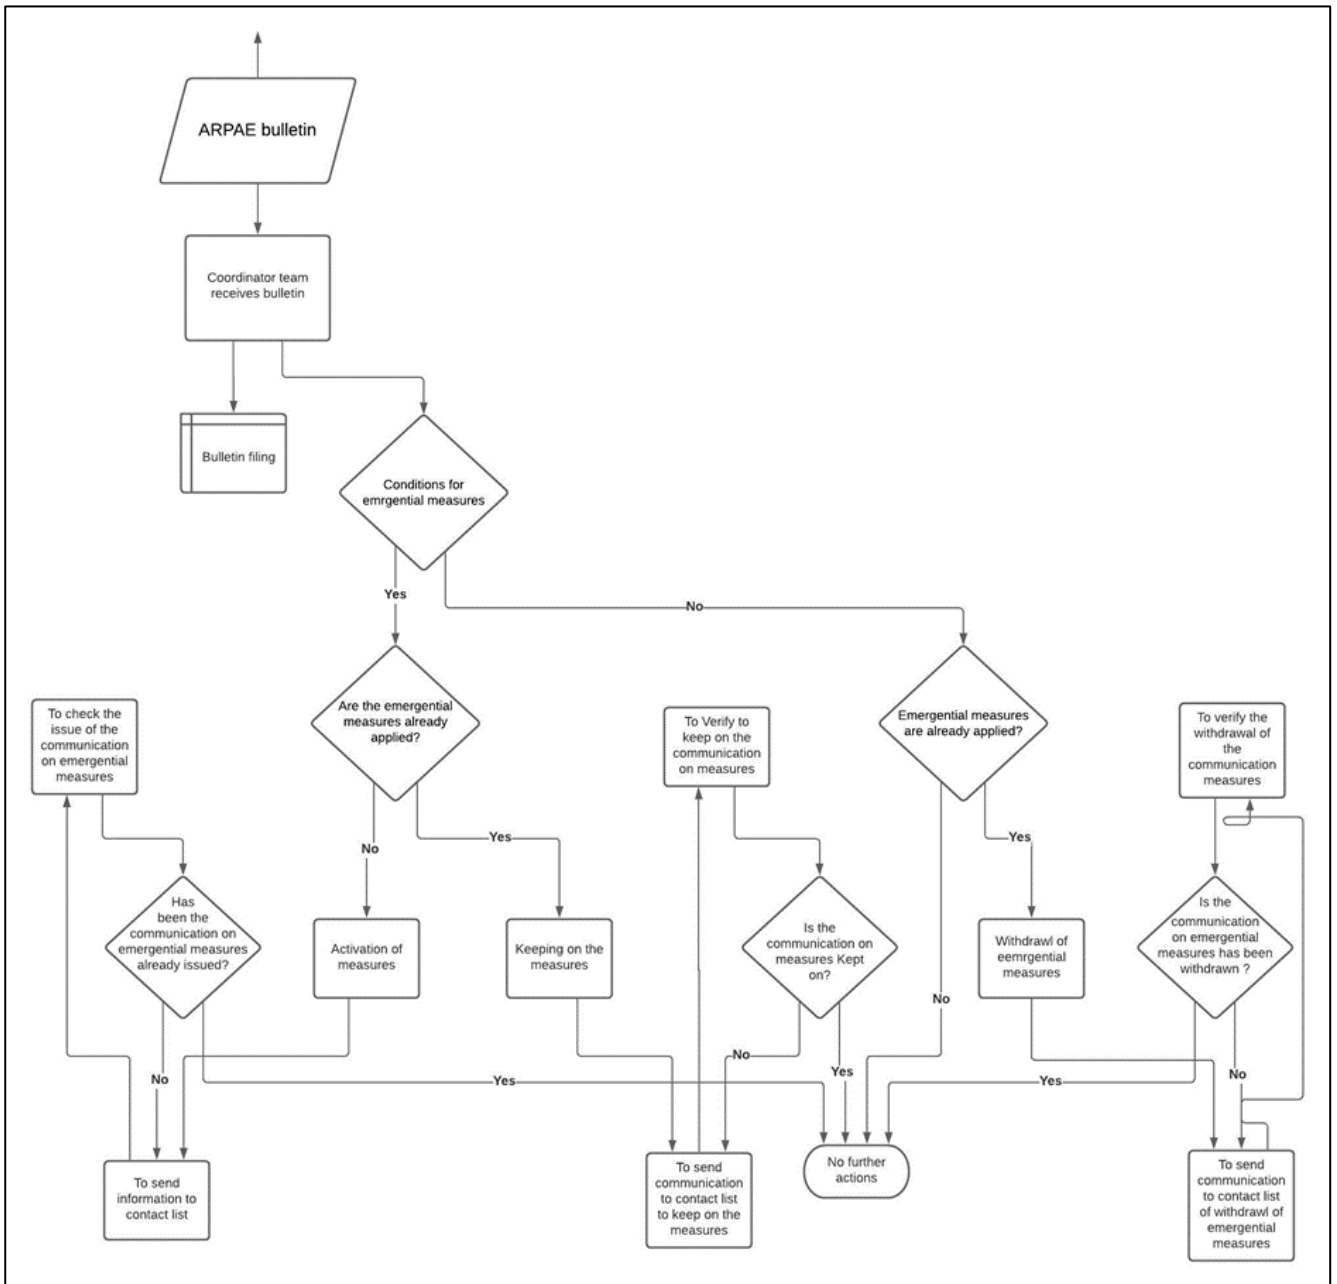 ARPAE bulletin
Coordinator team
receives bulletin
Bulletin filing
Conditions for
emrgential measures
Yes
No
To check the
issue of the
communication
on emergential
measures
Are the emergential
measures already
applied?
To Verify to
keep on the
communication
on measures
Emergential measures
are already applied?
To verify the
withdrawal of
the
communication
measures
No
Yes
Yes
Has
been the
communication on
emergential measures
already issued?
Activation of
measures
Keeping on the
measures
Is the
communication on
measures Kept
on?
Withdrawl of
eemrgential
measures
Is the
communication
on emergential
measures has been
withdrawn ?
No
No
Yes
No
Yes
Yes
No
To send
information to
contact list
To send
communication
to contact list
to keep on the
measures
No further
actions
To send
communication
to contact list
of withdrawl of
emergential
measures